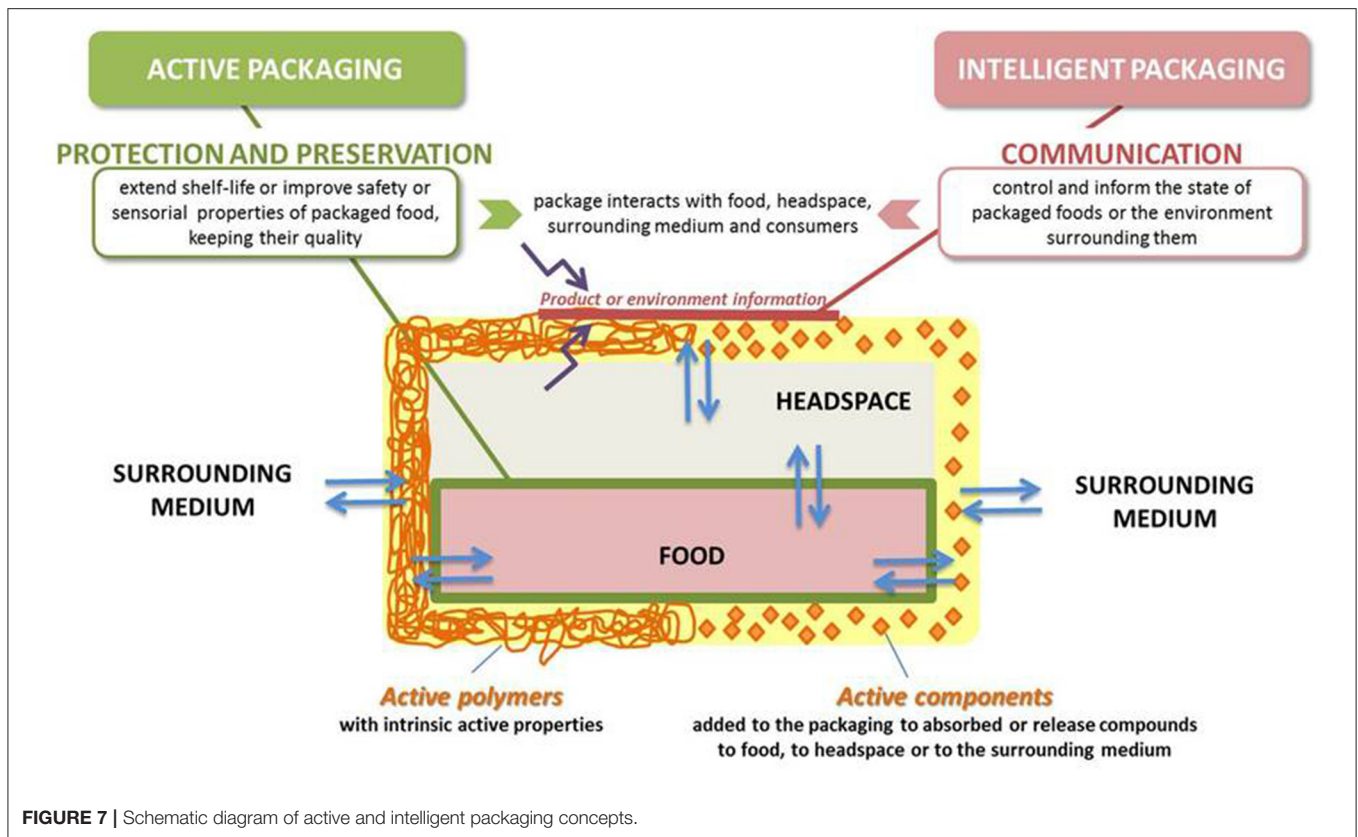 ACTIVE PACKAGING
INTELLIGENT PACKAGING
PROTECTION AND PRESERVATION
extend shelf-life or improve safety or
sensorial properties of packaged food,
keeping their quality
package interacts with food, headspace,
surrounding medium and consumers
COMMUNICATION
control and inform the state of
packaged foods or the environment
surrounding them
Product or environment information
HEADSPACE
SURROUNDING
MEDIUM
FOOD
SURROUNDING
MEDIUM
Active polymers
with intrinsic active properties
Active components
added to the packaging to absorbed or release compounds
to food, to headspace or to the surrounding medium
FIGURE 7 | Schematic diagram of active and intelligent packaging concepts.